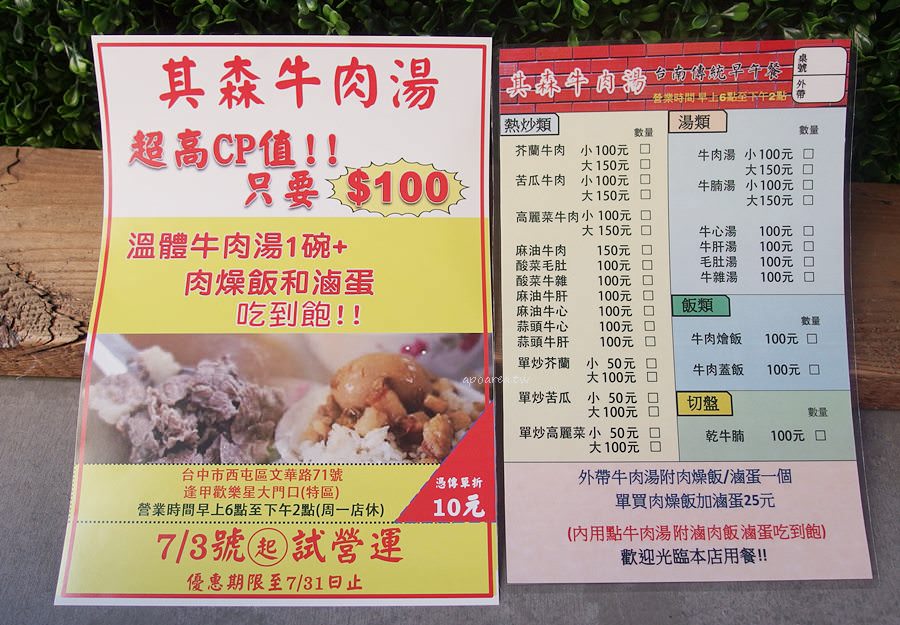 其森牛肉湯
超高CP值!!
只要 $100
溫體牛肉湯1碗+
肉燥飯和滷蛋
吃到飽!!
台中市西屯區文華路71號
逢甲歡樂星大門口(特區)
營業時間早上6點至下午2點(周一店休)
憑傳單折
10元
7/3號起試營運
優惠期限至7/31日止
其森牛肉湯 台南傳統早午餐
營業時間 早上6點至下午2點
桌號
外帶
熱炒類
數量
芥蘭牛肉 小 100元 □
大 150元 □
苦瓜牛肉 小 100元 □
大 150元 □
高麗菜牛肉 小 100元 □
大 150元 □
麻油牛肉 150元 □
酸菜毛肚 100元 □
酸菜牛雜 100元 □
麻油牛肝 100元 □
麻油牛心 100元 □
蒜頭牛心 100元 □
蒜頭牛肝 100元 □
單炒芥蘭 小 50元 □
大 100元 □
單炒苦瓜 小 50元 □
大 100元 □
單炒高麗菜 小 50元 □
大 100元 □
湯類
數量
牛肉湯 小 100元 □
大 150元 □
牛腩湯 小 100元 □
大 150元 □
牛心湯 100元 □
牛肝湯 100元 □
毛肚湯 100元 □
牛雜湯 100元 □
飯類
數量
牛肉燴飯 100元 □
牛肉蓋飯 100元 □
切盤
數量
乾牛腩 100元 □
外帶牛肉湯附肉燥飯/滷蛋一個
單買肉燥飯加滷蛋25元
(內用點牛肉湯附滷肉飯 滷蛋吃到飽)
歡迎光臨本店用餐!!
apoarea.tw